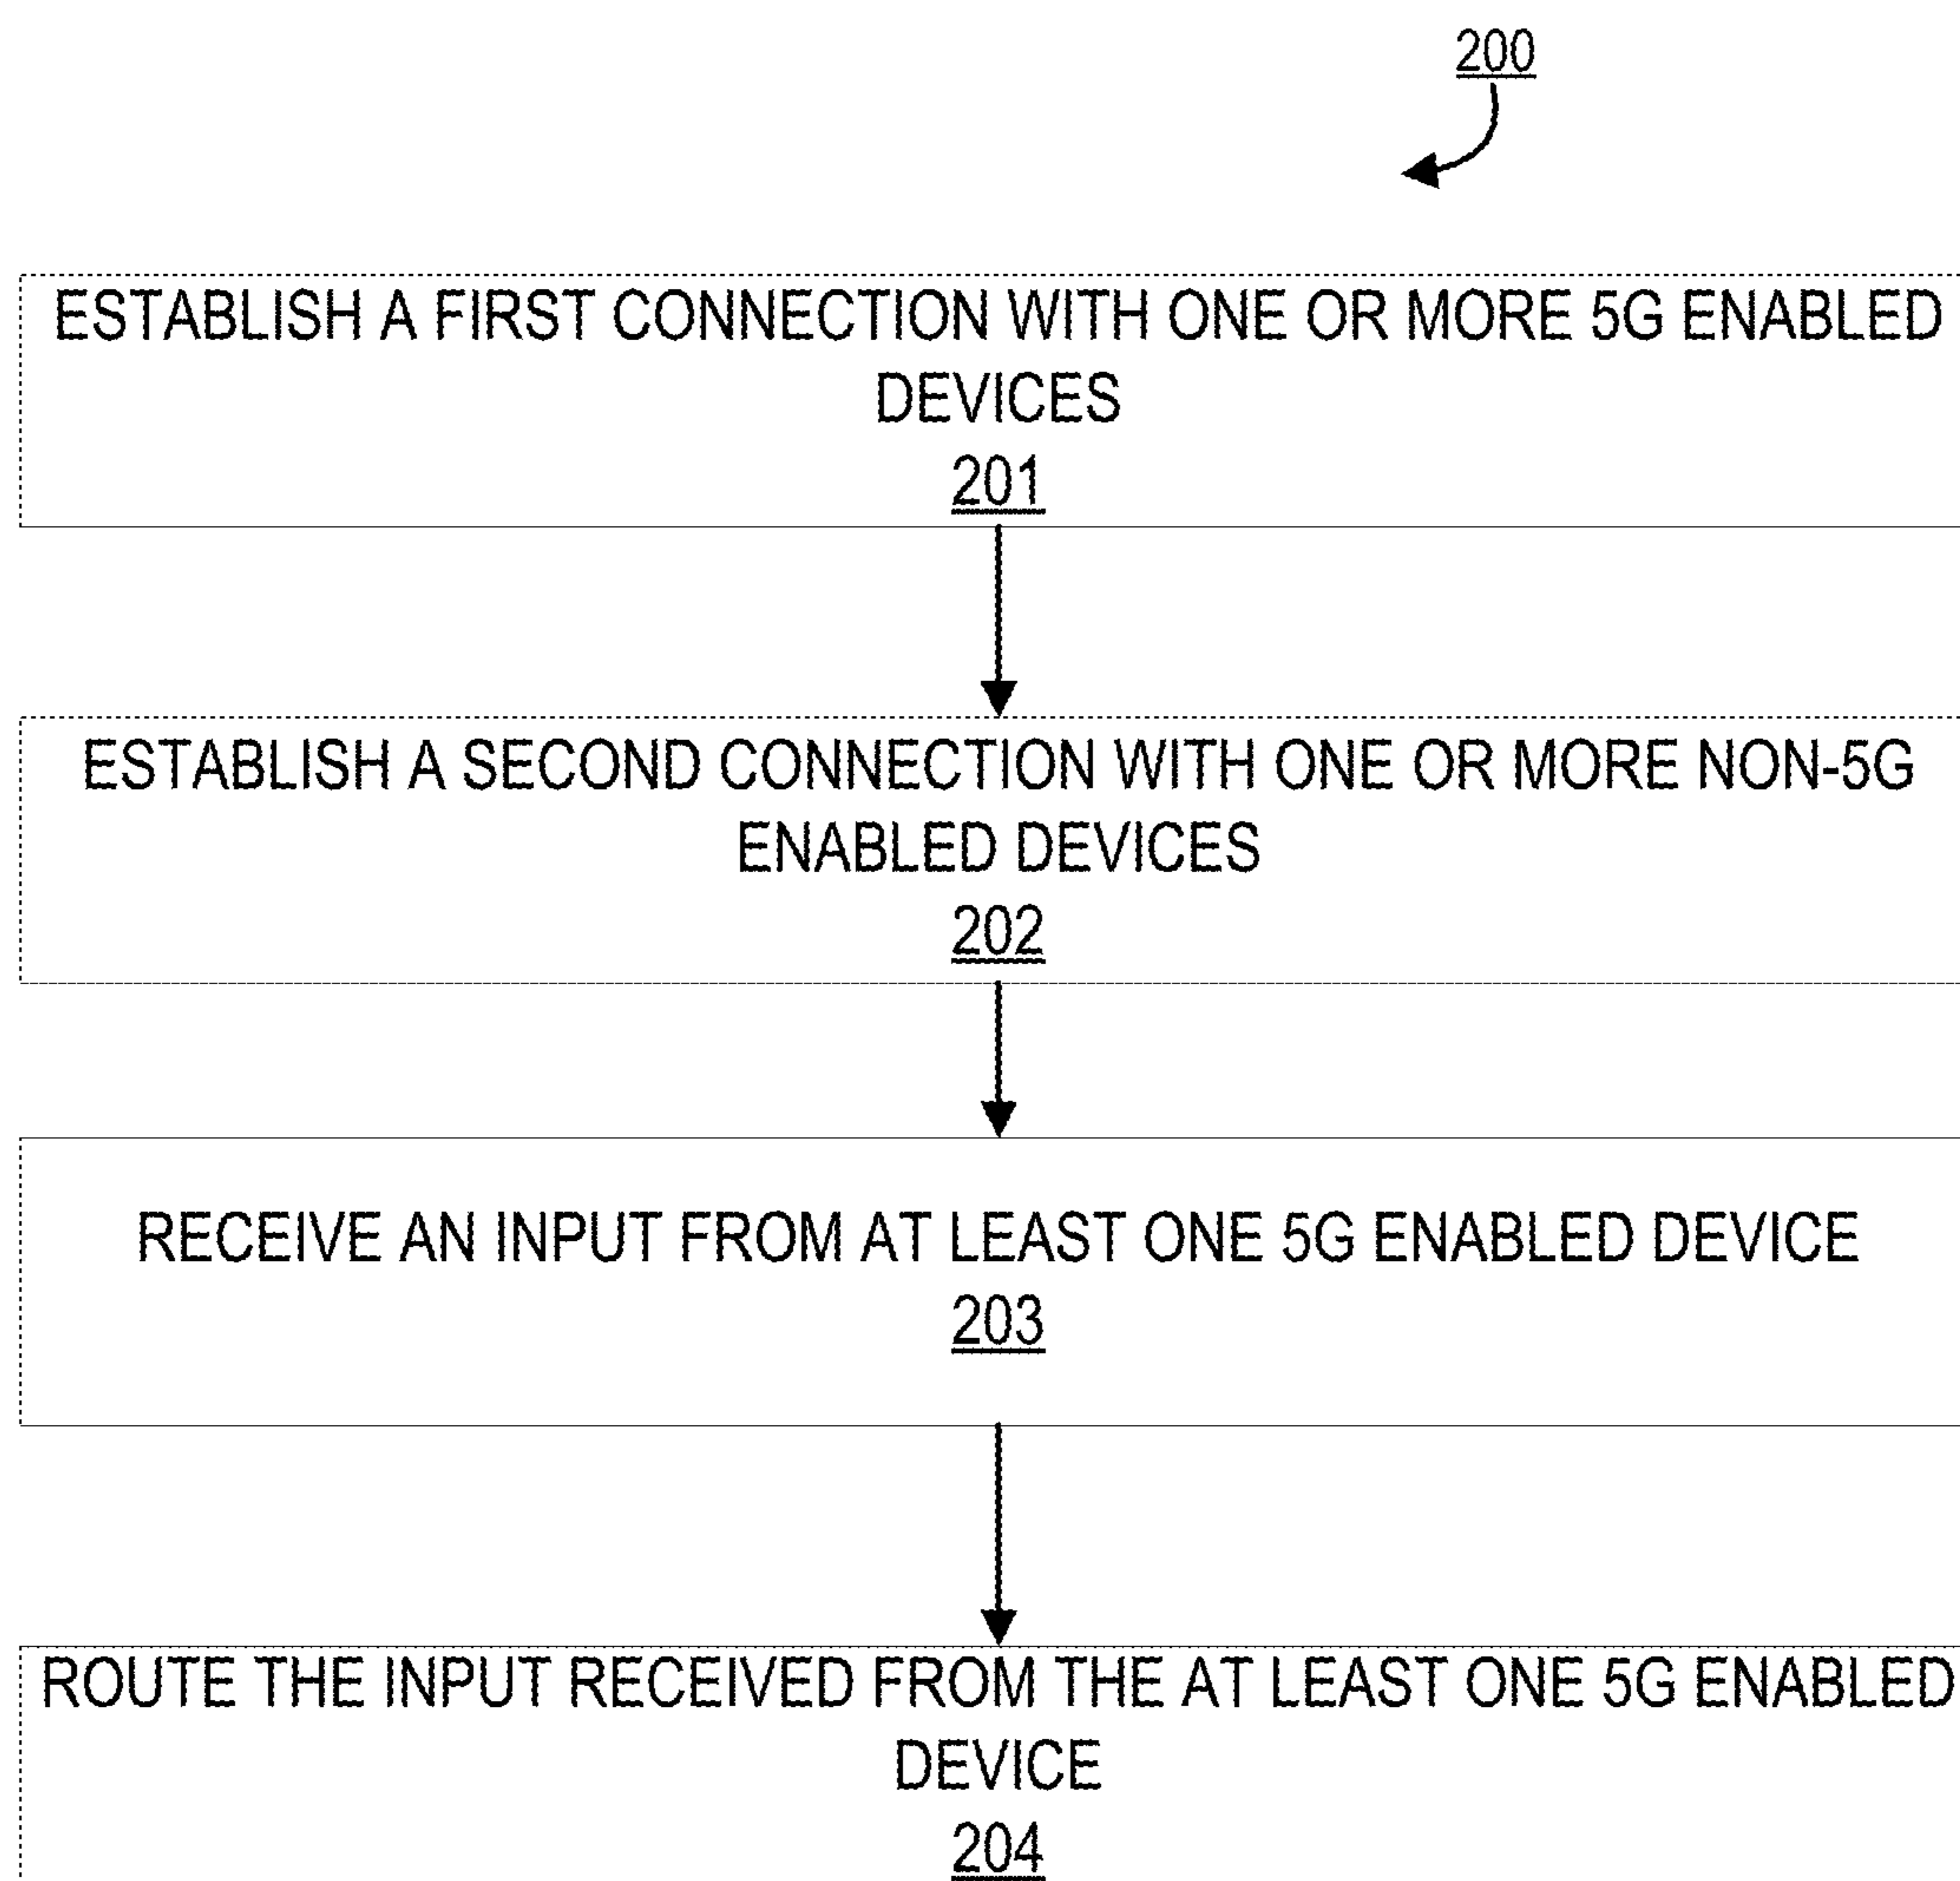 200
ESTABLISH A FIRST CONNECTION WITH ONE OR MORE 5G ENABLED
DEVICES
201
ESTABLISH A SECOND CONNECTION WITH ONE OR MORE NON-5G
ENABLED DEVICES
202
RECEIVE AN INPUT FROM AT LEAST ONE 5G ENABLED DEVICE
203
ROUTE THE INPUT RECEIVED FROM THE AT LEAST ONE 5G ENABLED
DEVICE
204